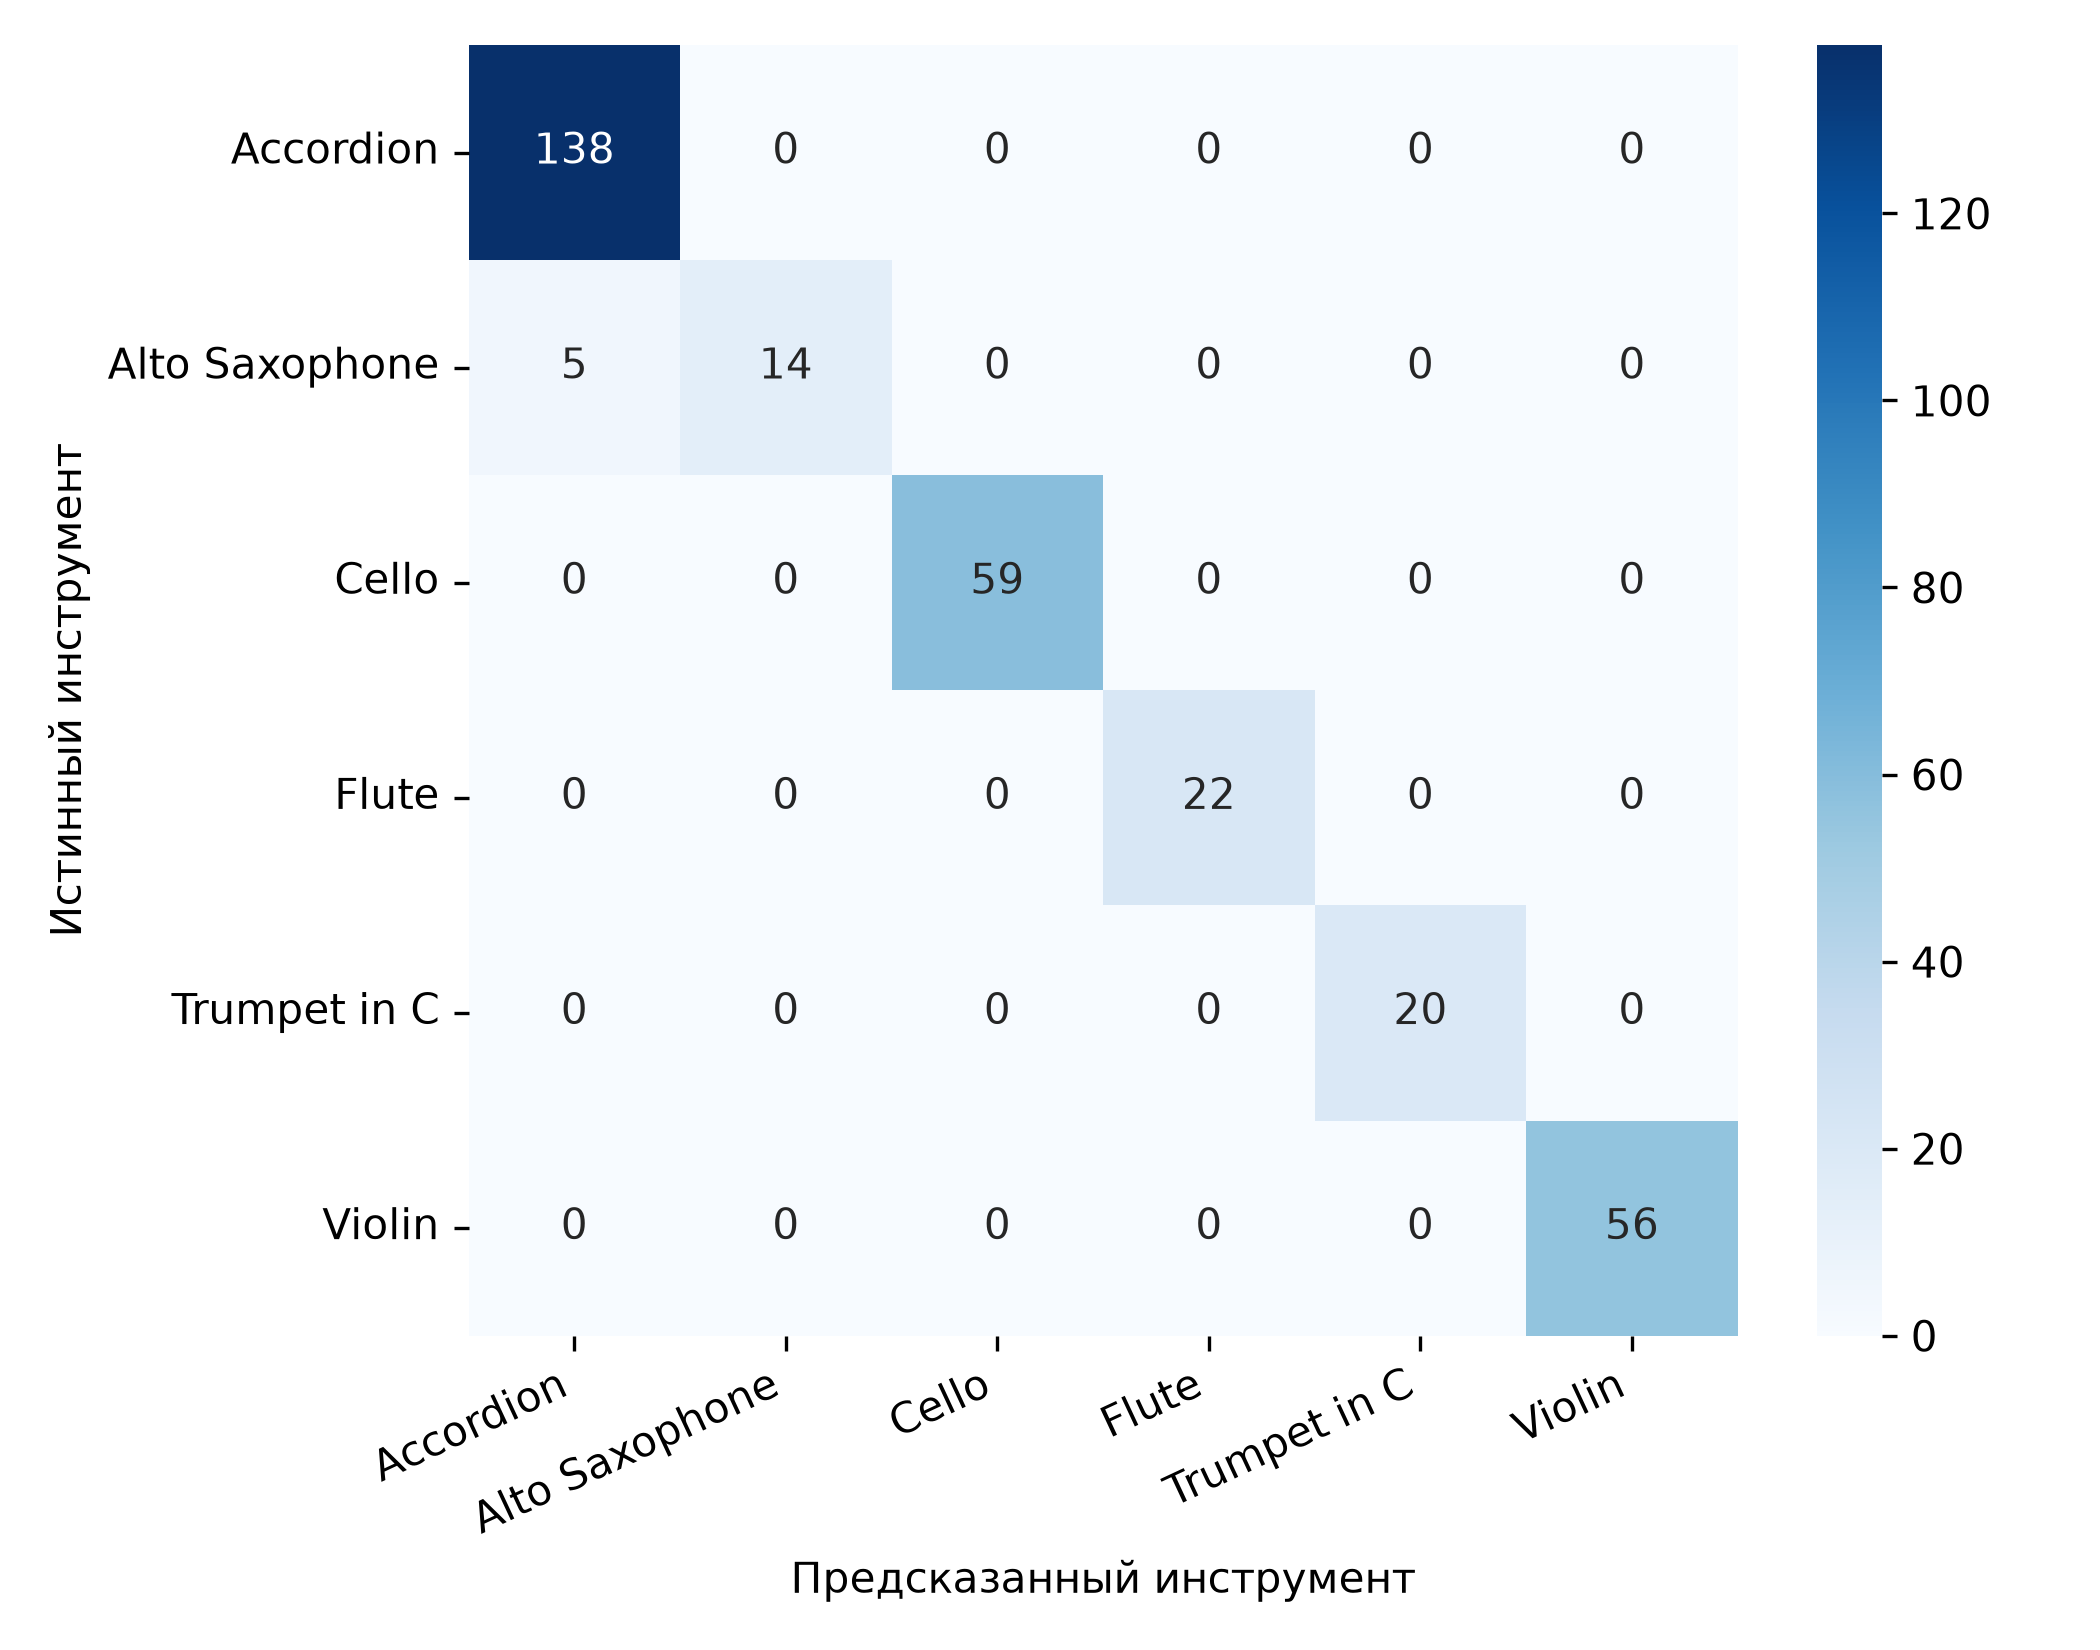 Истинный инструмент
Accordion 138 0 0 0 0 0
Alto Saxophone 5 14 0 0 0 0
Cello 0 0 59 0 0 0
Flute 0 0 0 22 0 0
Trumpet in C 0 0 0 0 20 0
Violin 0 0 0 0 0 56
Accordion
Alto Saxophone
Cello
Flute
Trumpet in C
Violin
Предсказанный инструмент
120
100
80
60
40
20
0